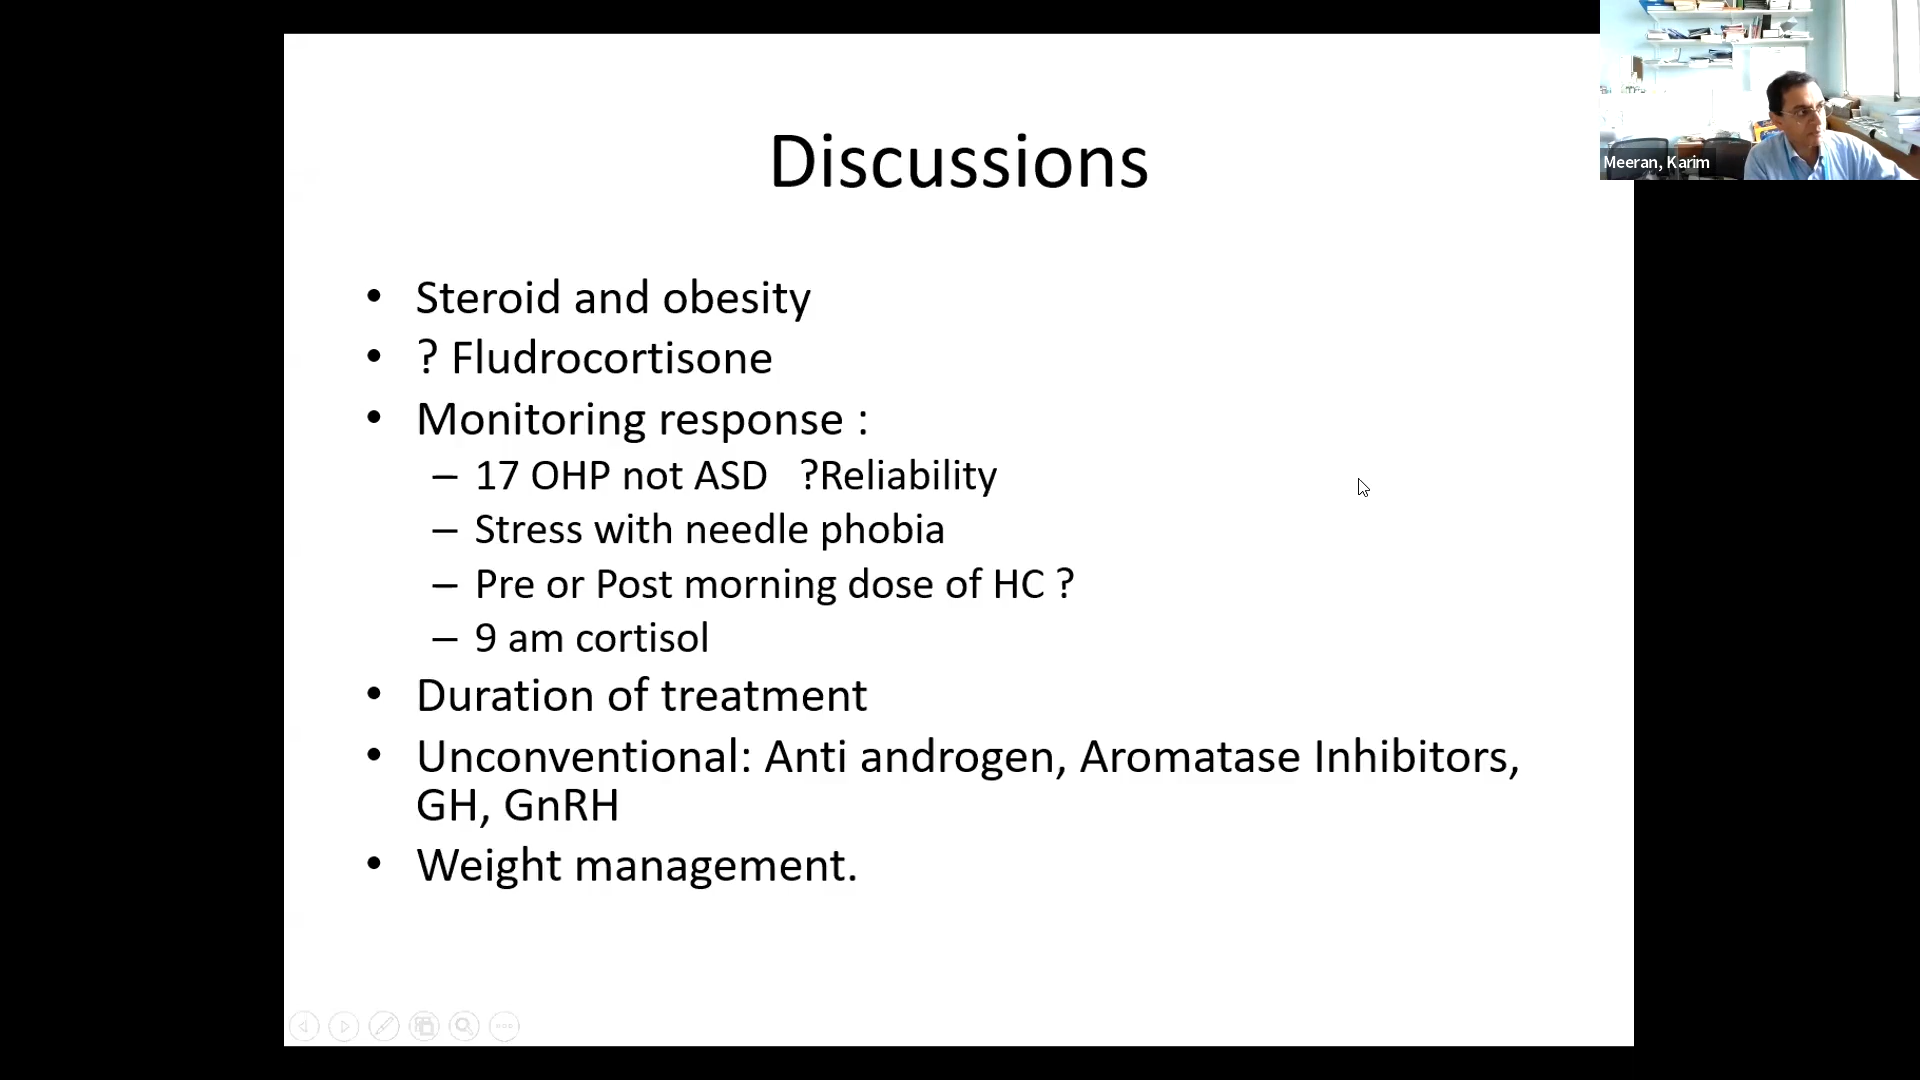 Discussions
• Steroid and obesity
• ? Fludrocortisone
• Monitoring response :
– 17 OHP not ASD ?Reliability
– Stress with needle phobia
– Pre or Post morning dose of HC ?
– 9 am cortisol
• Duration of treatment
• Unconventional: Anti androgen, Aromatase Inhibitors,
GH, GnRH
• Weight management.
Meeran, Karim